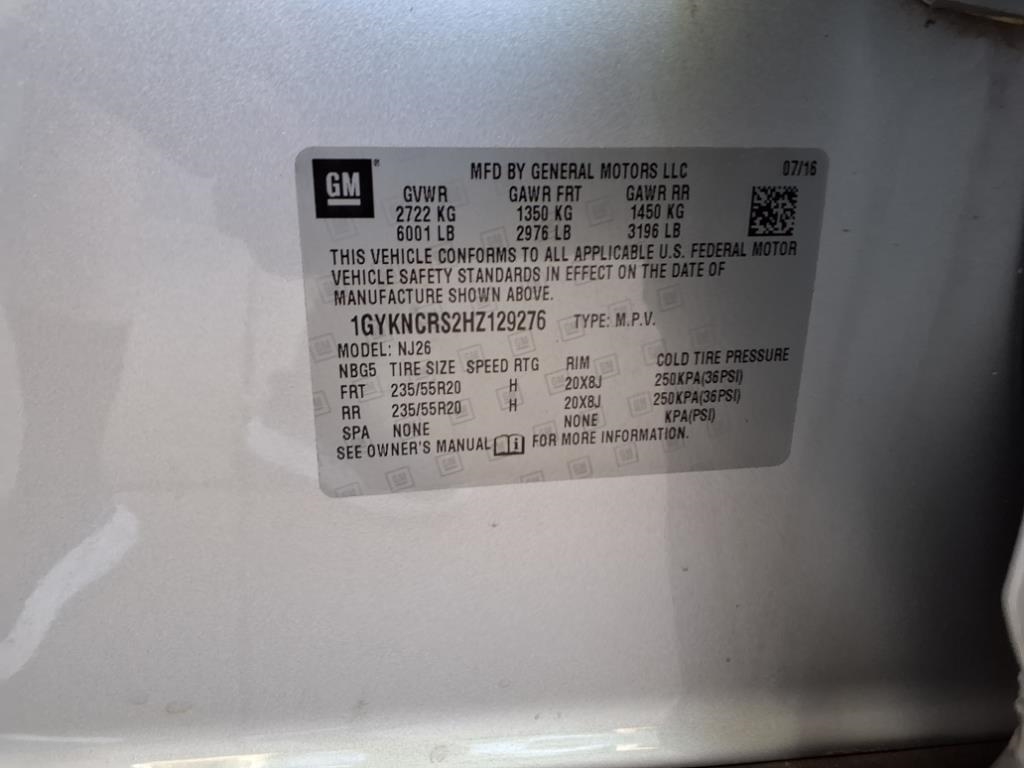 GM
MFD BY GENERAL MOTORS LLC 07/16
GVWR GAWR FRT GAWR RR
2722 KG 1350 KG 1450 KG
6001 LB 2976 LB 3196 LB
THIS VEHICLE CONFORMS TO ALL APPLICABLE U.S. FEDERAL MOTOR
VEHICLE SAFETY STANDARDS IN EFFECT ON THE DATE OF
MANUFACTURE SHOWN ABOVE.
1GYKNCRS2HZ129276 TYPE: M.P.V.
MODEL: NJ26
NBG5 TIRE SIZE SPEED RTG RIM COLD TIRE PRESSURE
FRT 235/55R20 H 20X8J 250KPA(36PSI)
RR 235/55R20 H 20X8J 250KPA(36PSI)
SPA NONE NONE KPA(PSI)
SEE OWNER'S MANUAL FOR MORE INFORMATION.